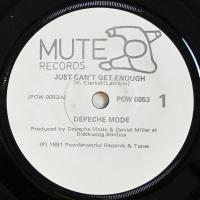 MUTE
RECORDS
JUST CAN'T GET ENOUGH
(V. Clarke)(Larrikin)
(POW 0053A)
POW 0053
1
DEPECHE MODE
Produced by Depeche Mode & Daniel Miller at
Blackwing Studios
(P) 1981 Powderworks Records & Tapes